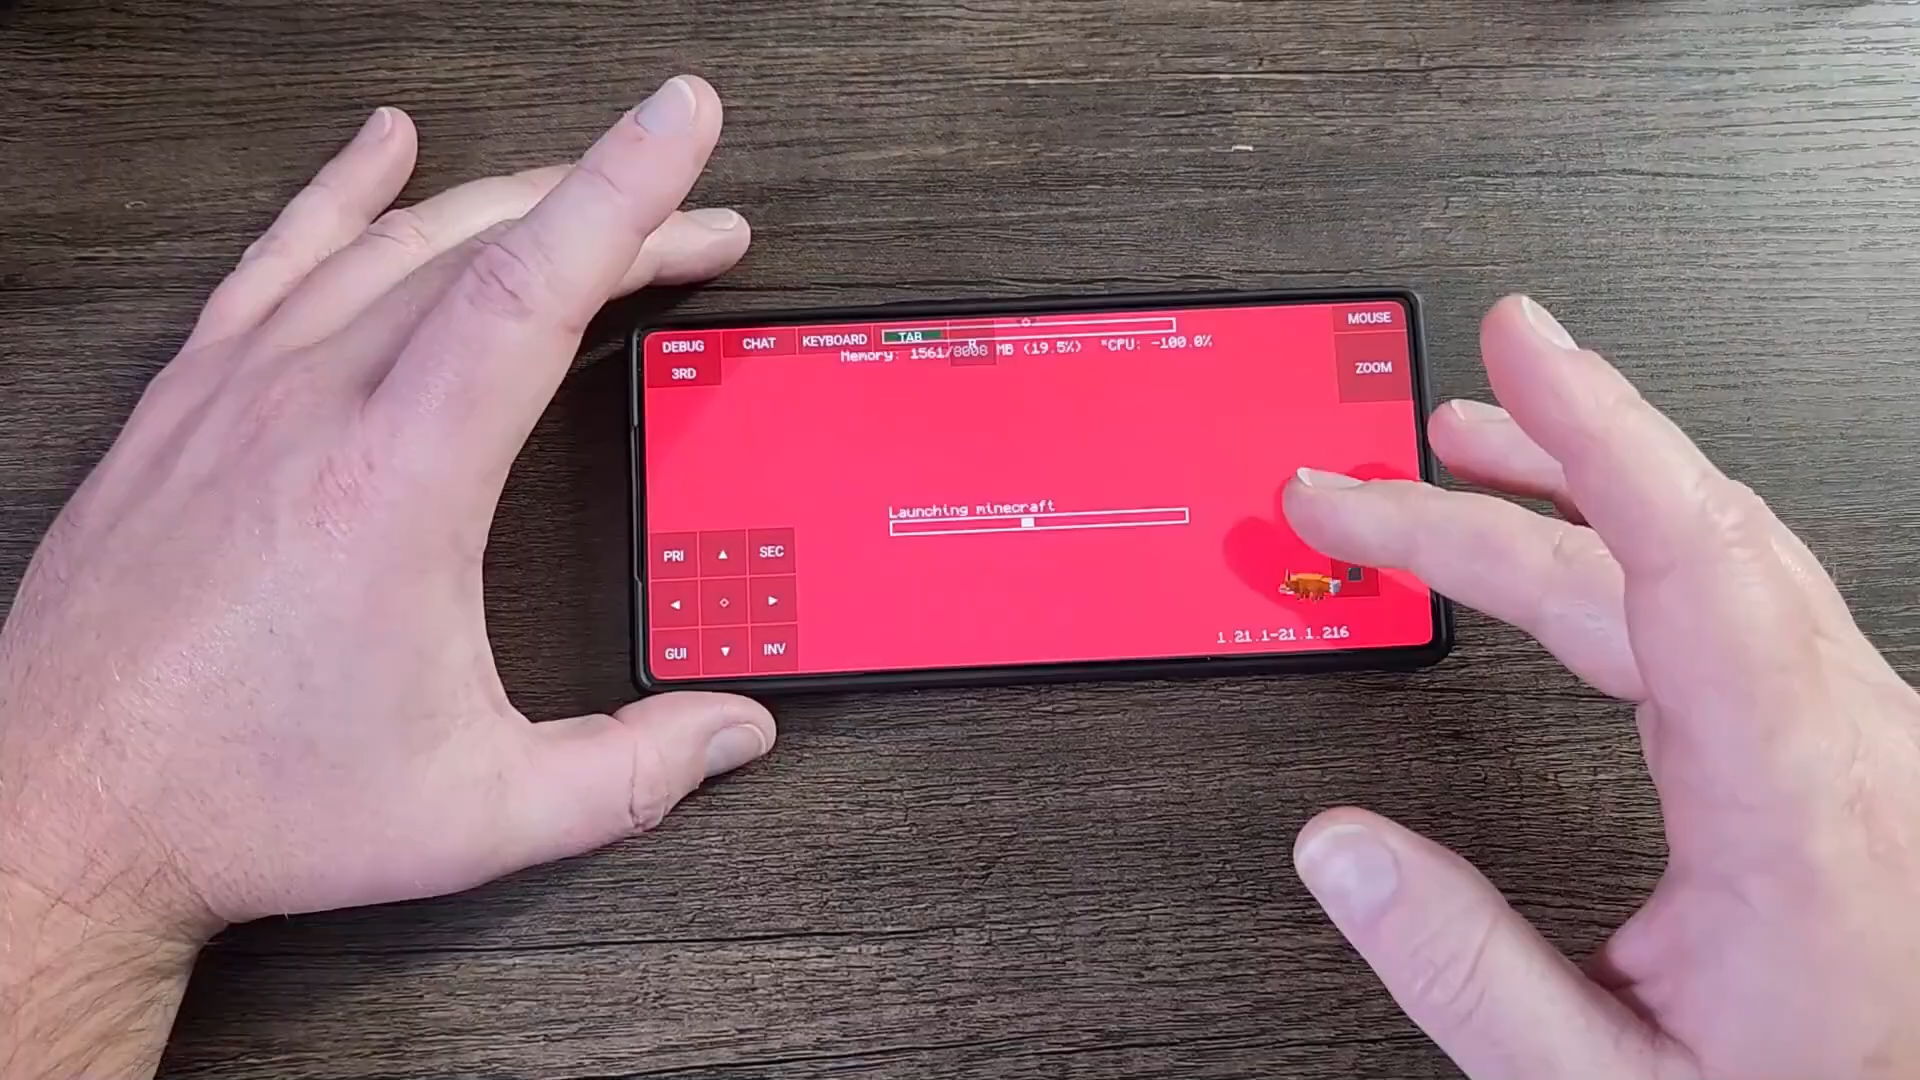 DEBUG CHAT KEYBOARD TAB MOUSE
Memory: 1561/8008 MB (19.5%) *CPU: -100.0%
3RD ZOOM
Launching minecraft
PRI ▲ SEC
◄ ◇ ►
GUI ▼ INV
1.21.1-21.1.216